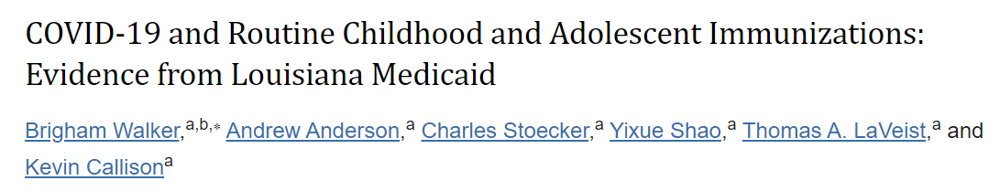 COVID-19 and Routine Childhood and Adolescent Immunizations:
Evidence from Louisiana Medicaid
Brigham Walker,a,b,* Andrew Anderson,a Charles Stoecker,a Yixue Shao,a Thomas A. LaVeist,a and
Kevin Callisona